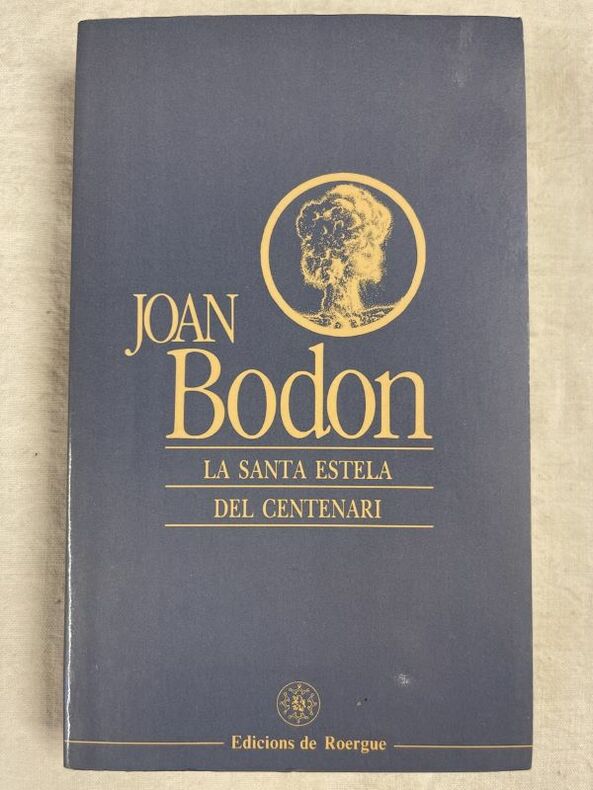 JOAN
Bodon
LA SANTA ESTELA
DEL CENTENARI
Edicions de Roergue